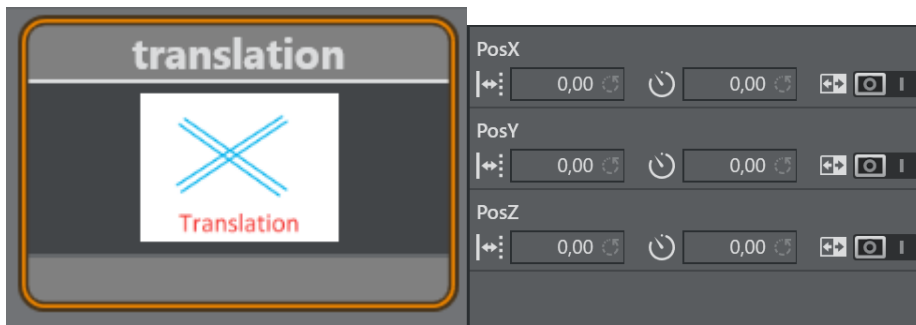 translation
Translation
PosX
0,00 0,00
PosY
0,00 0,00
PosZ
0,00 0,00